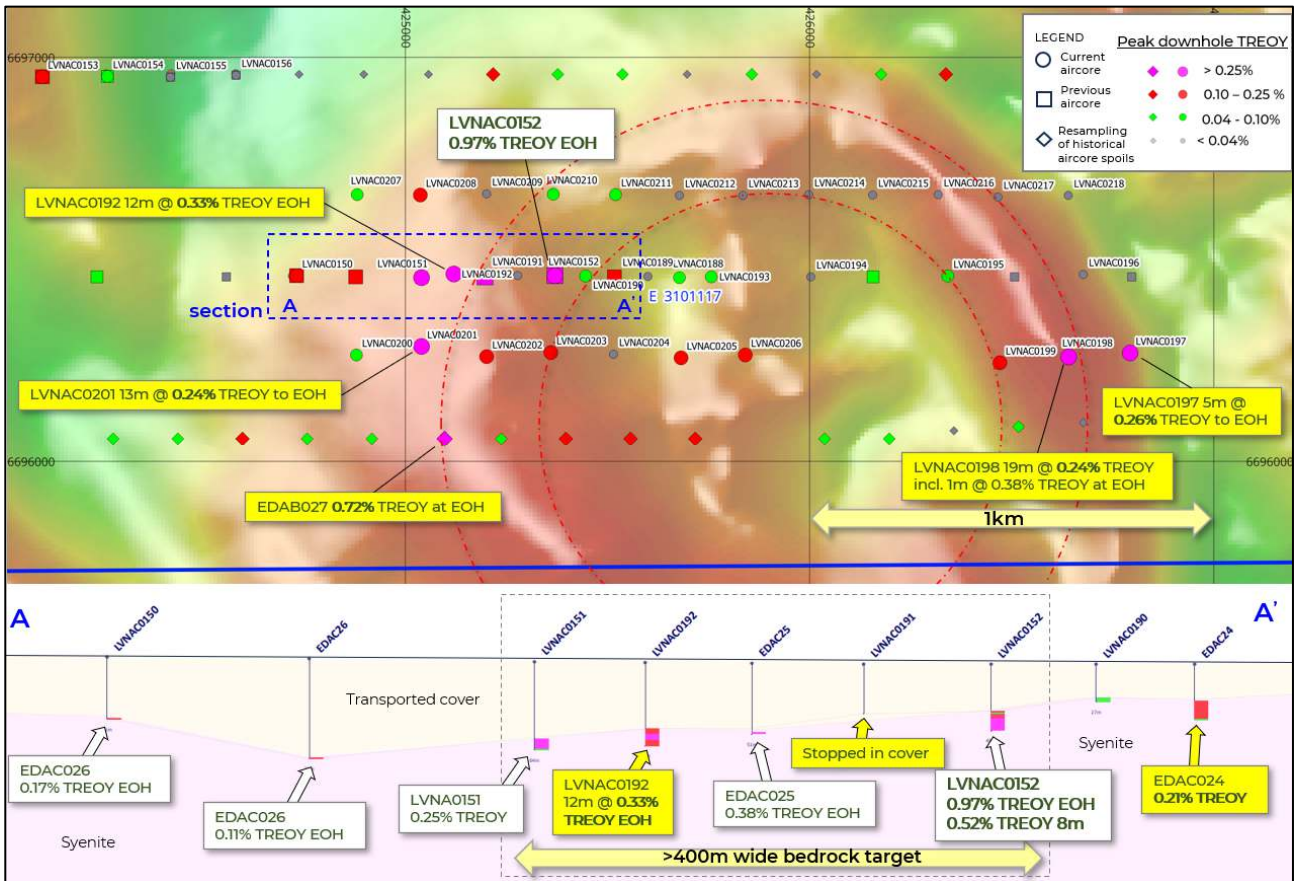 425000
426000
4
6697000
LVNAC0153
LVNAC0154
LVNAC0155
LVNAC0156
LEGEND
Peak downhole TREOY
Current
aircore
Previous
aircore
Resampling
of historical
aircore spoils
> 0.25%
0.10 – 0.25 %
0.04 - 0.10%
< 0.04%
LVNAC0152
0.97% TREOY EOH
LVNAC0207
LVNAC0208
LVNAC0209
LVNAC0210
LVNAC0211
LVNAC0212
LVNAC0213
LVNAC0214
LVNAC0215
LVNAC0216
LVNAC0217
LVNAC0218
LVNAC0192 12m @ 0.33% TREOY EOH
LVNAC0150
LVNAC0151
LVNAC0192
LVNAC0191
LVNAC0152
LVNAC0190
LVNAC0189
LVNAC0188
LVNAC0193
LVNAC0194
LVNAC0195
LVNAC0196
section
A
A'
E 3101117
LVNAC0200
LVNAC0201
LVNAC0202
LVNAC0203
LVNAC0204
LVNAC0205
LVNAC0206
LVNAC0199
LVNAC0198
LVNAC0197
LVNAC0201 13m @ 0.24% TREOY to EOH
LVNAC0197 5m @
0.26% TREOY to EOH
6696000
6696000
LVNAC0198 19m @ 0.24% TREOY
incl. 1m @ 0.38% TREOY at EOH
EDAB027 0.72% TREOY at EOH
1km
A
A'
LVNAC0150
EDAC26
LVNAC0151
LVNAC0192
EDAC25
LVNAC0191
LVNAC0152
LVNAC0190
EDAC24
Transported cover
Syenite
Stopped in cover
EDAC026
0.17% TREOY EOH
EDAC026
0.11% TREOY EOH
LVNA0151
0.25% TREOY
LVNAC0192
12m @ 0.33%
TREOY EOH
EDAC025
0.38% TREOY EOH
LVNAC0152
0.97% TREOY EOH
0.52% TREOY 8m
EDAC024
0.21% TREOY
Syenite
>400m wide bedrock target